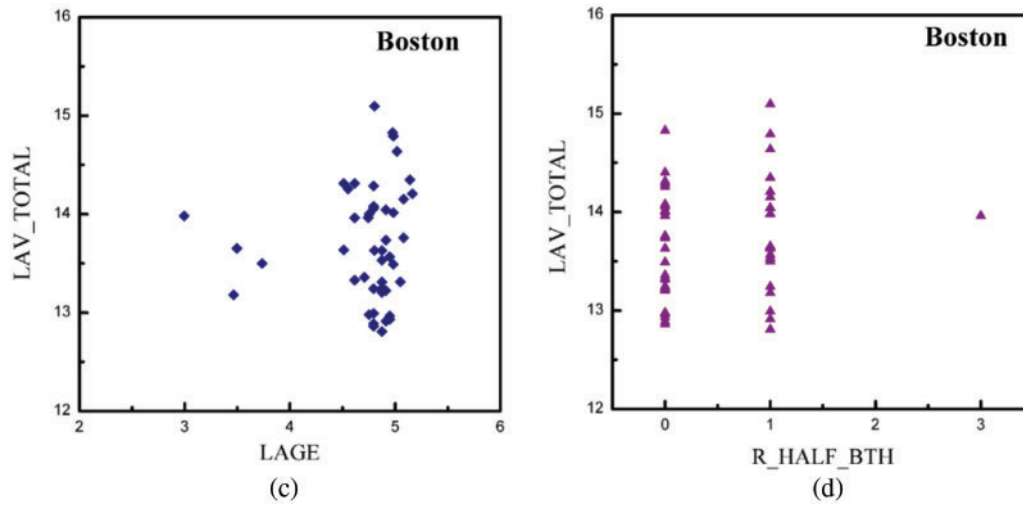 Boston
LAV_TOTAL
16
15
14
13
12
2 3 4 5 6
LAGE
(c)
Boston
LAV_TOTAL
16
15
14
13
12
0 1 2 3
R_HALF_BTH
(d)